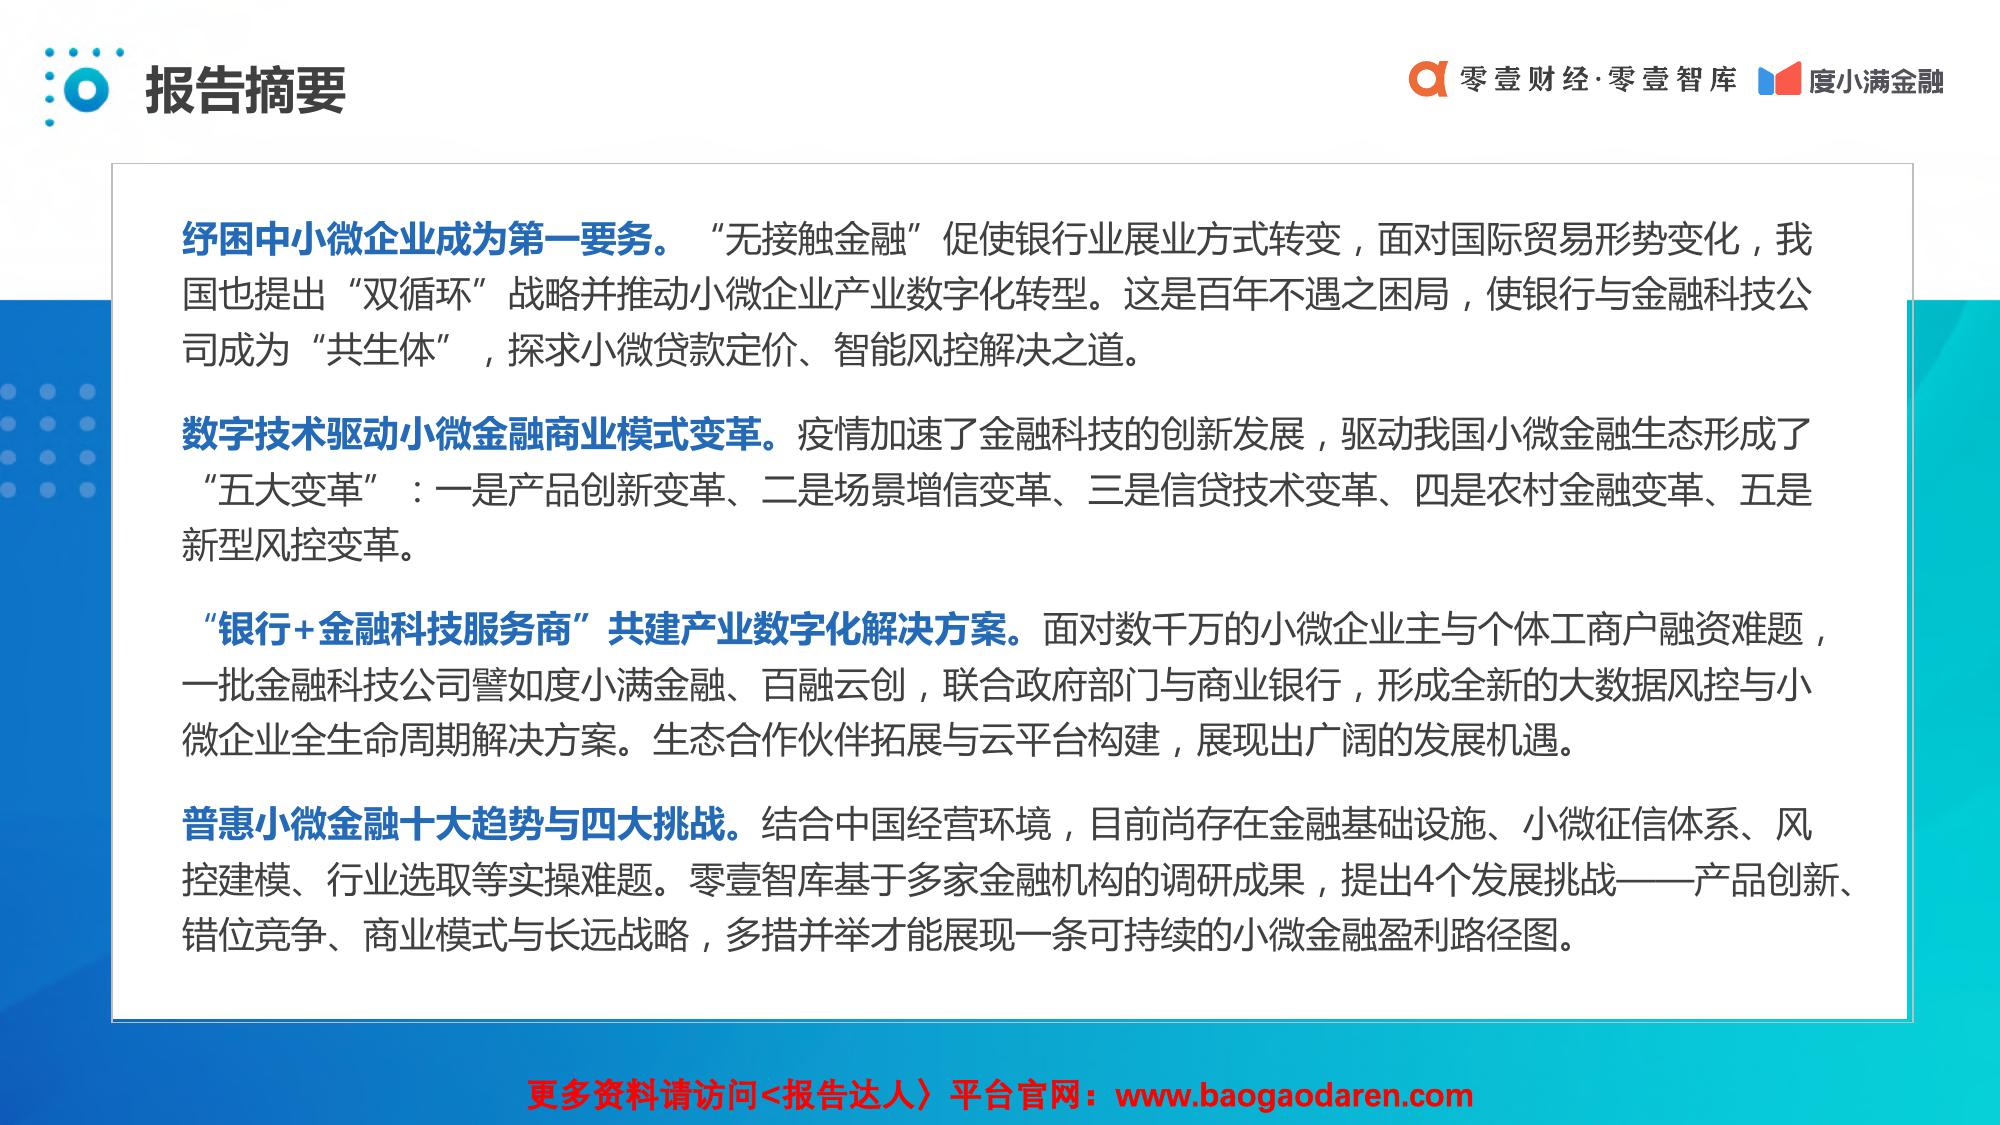 报告摘要
零壹财经·零壹智库 度小满金融
纾困中小微企业成为第一要务。“无接触金融”促使银行业展业方式转变，面对国际贸易形势变化，我
国也提出“双循环”战略并推动小微企业产业数字化转型。这是百年不遇之困局，使银行与金融科技公
司成为“共生体”，探求小微贷款定价、智能风控解决之道。
数字技术驱动小微金融商业模式变革。疫情加速了金融科技的创新发展，驱动我国小微金融生态形成了
“五大变革”：一是产品创新变革、二是场景增信变革、三是信贷技术变革、四是农村金融变革、五是
新型风控变革。
“银行+金融科技服务商”共建产业数字化解决方案。面对数千万的小微企业主与个体工商户融资难题，
一批金融科技公司譬如度小满金融、百融云创，联合政府部门与商业银行，形成全新的大数据风控与小
微企业全生命周期解决方案。生态合作伙伴拓展与云平台构建，展现出广阔的发展机遇。
普惠小微金融十大趋势与四大挑战。结合中国经营环境，目前尚存在金融基础设施、小微征信体系、风
控建模、行业选取等实操难题。零壹智库基于多家金融机构的调研成果，提出4个发展挑战——产品创新、
错位竞争、商业模式与长远战略，多措并举才能展现一条可持续的小微金融盈利路径图。
更多资料请访问<报告达人〉平台官网：www.baogaodaren.com